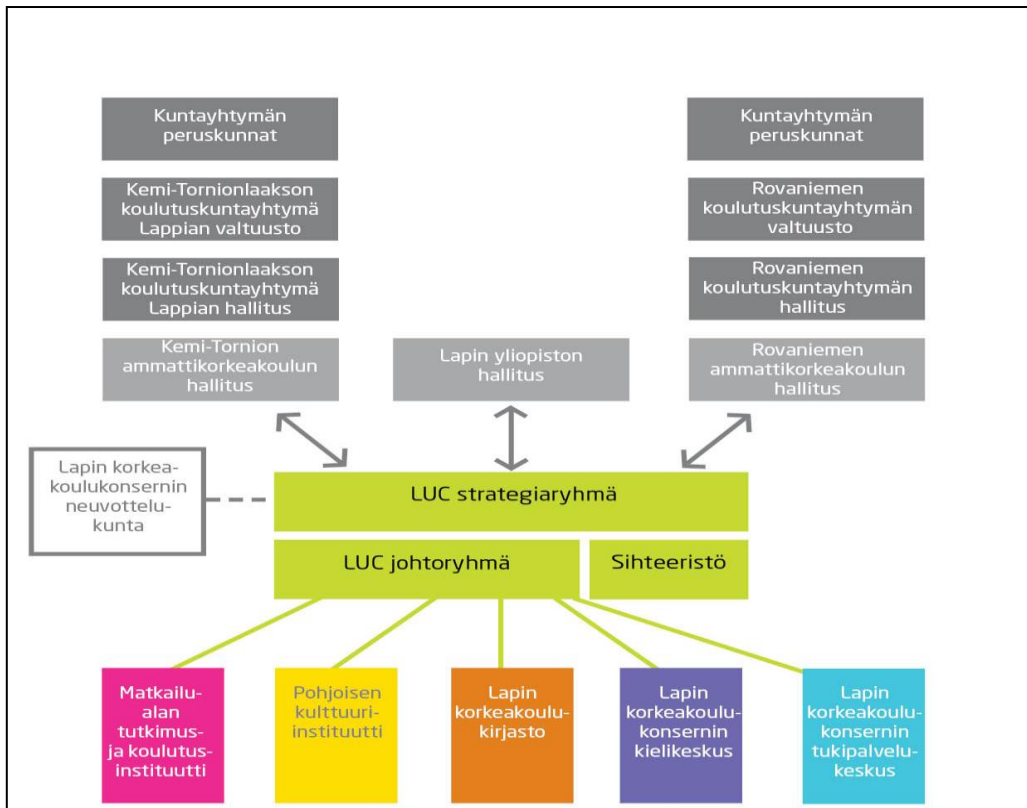 Kuntayhtymän
peruskunnat
Kemi-Tornionlaakson
koulutuskuntayhtymä
Lappian valtuusto
Kemi-Tornionlaakson
koulutuskuntayhtymä
Lappian hallitus
Kemi-Tornion
ammattikorkeakoulun
hallitus
Lapin yliopiston
hallitus
Kuntayhtymän
peruskunnat
Rovaniemen
koulutuskuntayhtymän
valtuusto
Rovaniemen
koulutuskuntayhtymän
hallitus
Rovaniemen
ammattikorkeakoulun
hallitus
Lapin korkea-
koulukonsernin
neuvottelu-
kunta
LUC strategiaryhmä
LUC johtoryhmä
Sihteeristö
Matkailu-
alan
tutkimus-
ja koulutus-
instituutti
Pohjoisen
kulttuuri-
instituutti
Lapin
korkeakoulu-
kirjasto
Lapin
korkeakoulu-
konsernin
kielikeskus
Lapin
korkeakoulu-
konsernin
tukipalvelu-
keskus